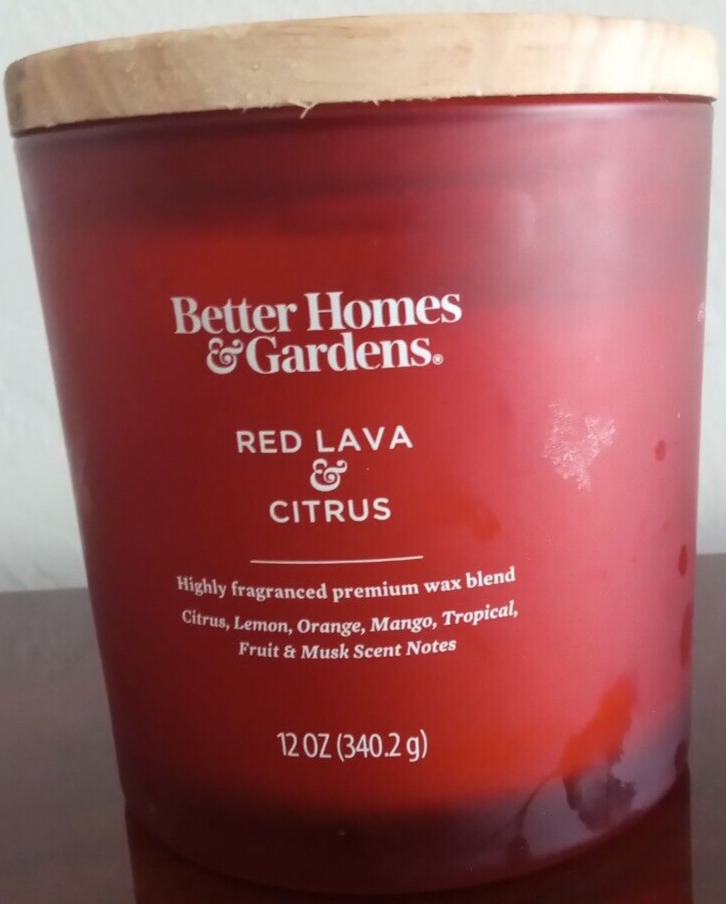 Better Homes
& Gardens®
RED LAVA
&
CITRUS
Highly fragranced premium wax blend
Citrus, Lemon, Orange, Mango, Tropical,
Fruit & Musk Scent Notes
12 OZ (340.2 g)